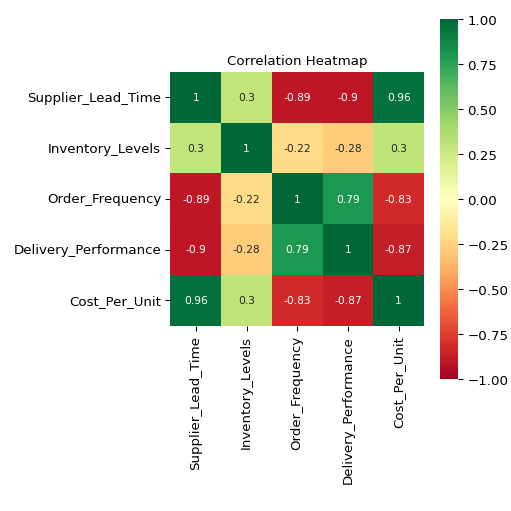 Correlation Heatmap
Supplier_Lead_Time 1 0.3 -0.89 -0.9 0.96
Inventory_Levels 0.3 1 -0.22 -0.28 0.3
Order_Frequency -0.89 -0.22 1 0.79 -0.83
Delivery_Performance -0.9 -0.28 0.79 1 -0.87
Cost_Per_Unit 0.96 0.3 -0.83 -0.87 1
Supplier_Lead_Time
Inventory_Levels
Order_Frequency
Delivery_Performance
Cost_Per_Unit
1.00
0.75
0.50
0.25
0.00
−0.25
−0.50
−0.75
−1.00